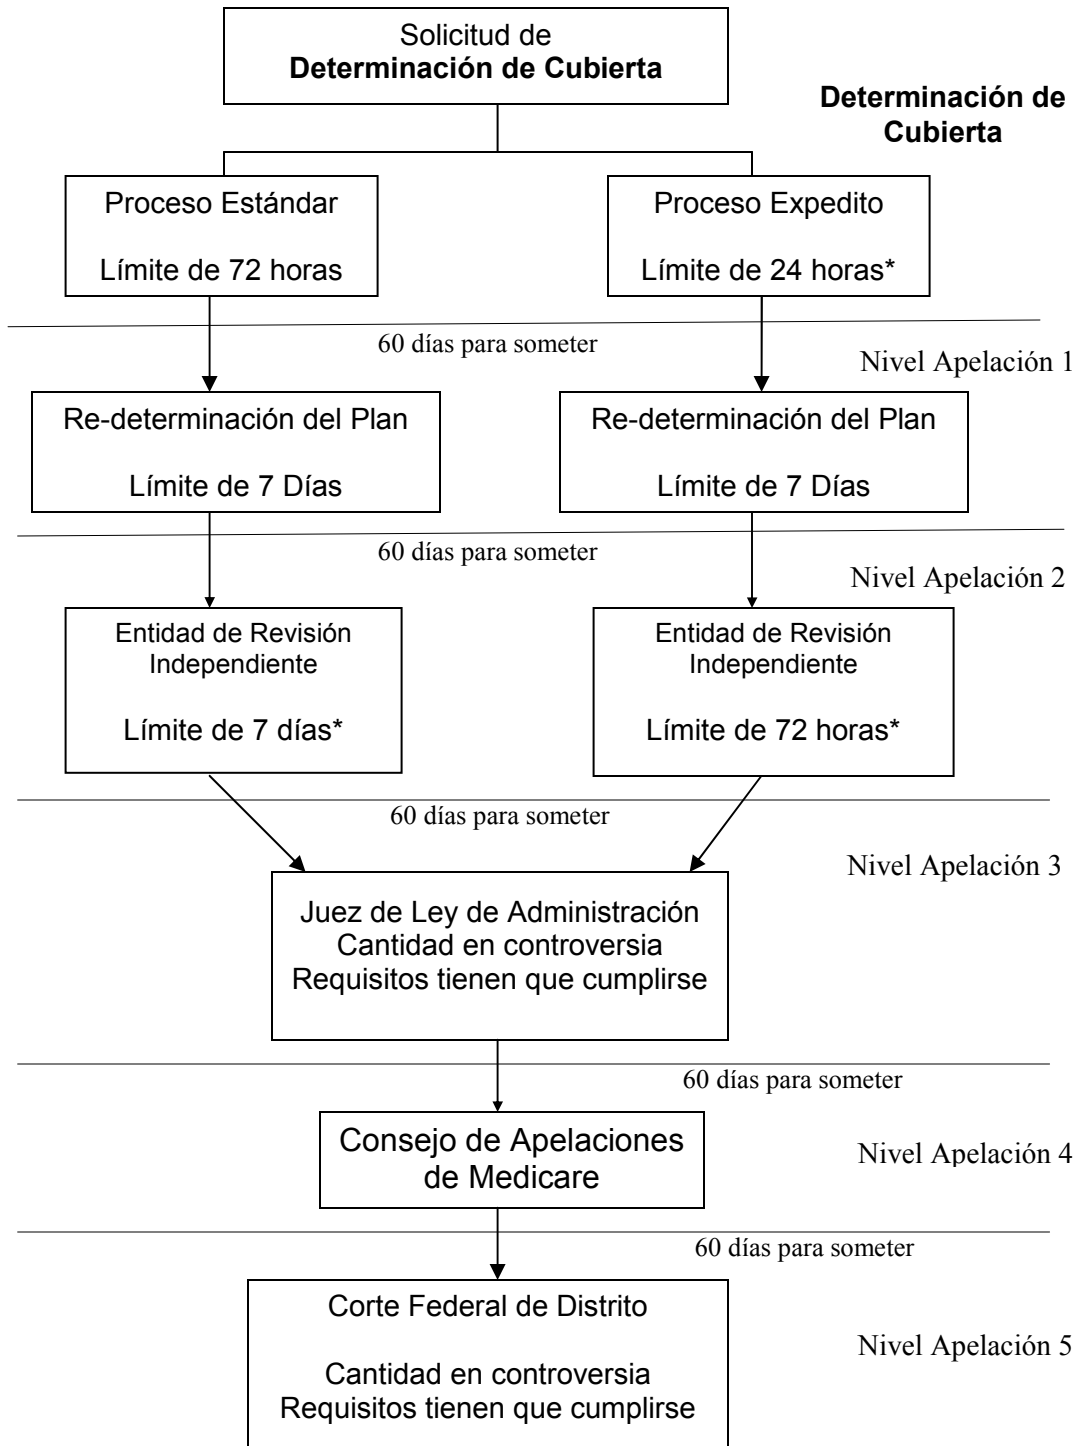 Solicitud de
Determinación de Cubierta
Determinación de
Cubierta
Proceso Estándar
Límite de 72 horas
Proceso Expedito
Límite de 24 horas*
60 días para someter
Nivel Apelación 1
Re-determinación del Plan
Límite de 7 Días
Re-determinación del Plan
Límite de 7 Días
60 días para someter
Nivel Apelación 2
Entidad de Revisión
Independiente
Límite de 7 días*
Entidad de Revisión
Independiente
Límite de 72 horas*
60 días para someter
Nivel Apelación 3
Juez de Ley de Administración
Cantidad en controversia
Requisitos tienen que cumplirse
60 días para someter
Consejo de Apelaciones
de Medicare
Nivel Apelación 4
60 días para someter
Corte Federal de Distrito
Cantidad en controversia
Requisitos tienen que cumplirse
Nivel Apelación 5